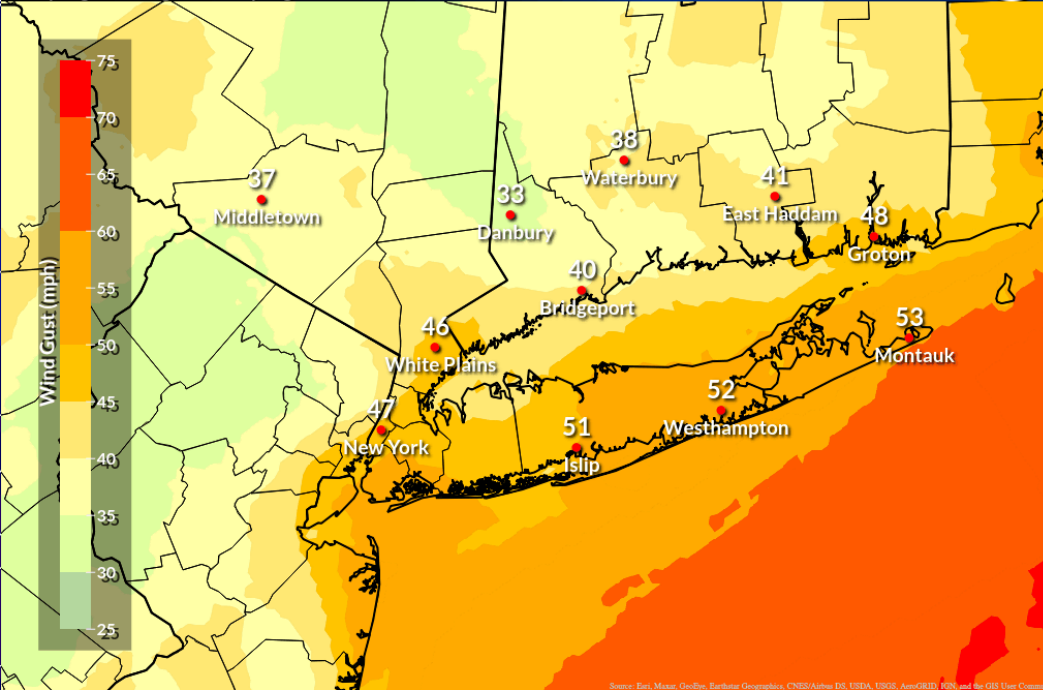 75
70
65
60
55
50
45
40
35
30
25
Wind Gust (mph)
38
Waterbury
37
Middletown
33
Danbury
41
East Haddam
48
Groton
40
Bridgeport
46
White Plains
53
Montauk
52
Westhampton
47
New York
51
Islip
Source: Esri, Maxar, GeoEye, Earthstar Geographics, CNES/Airbus DS, USDA, USGS, AeroGRID, IGN, and the GIS User Comm